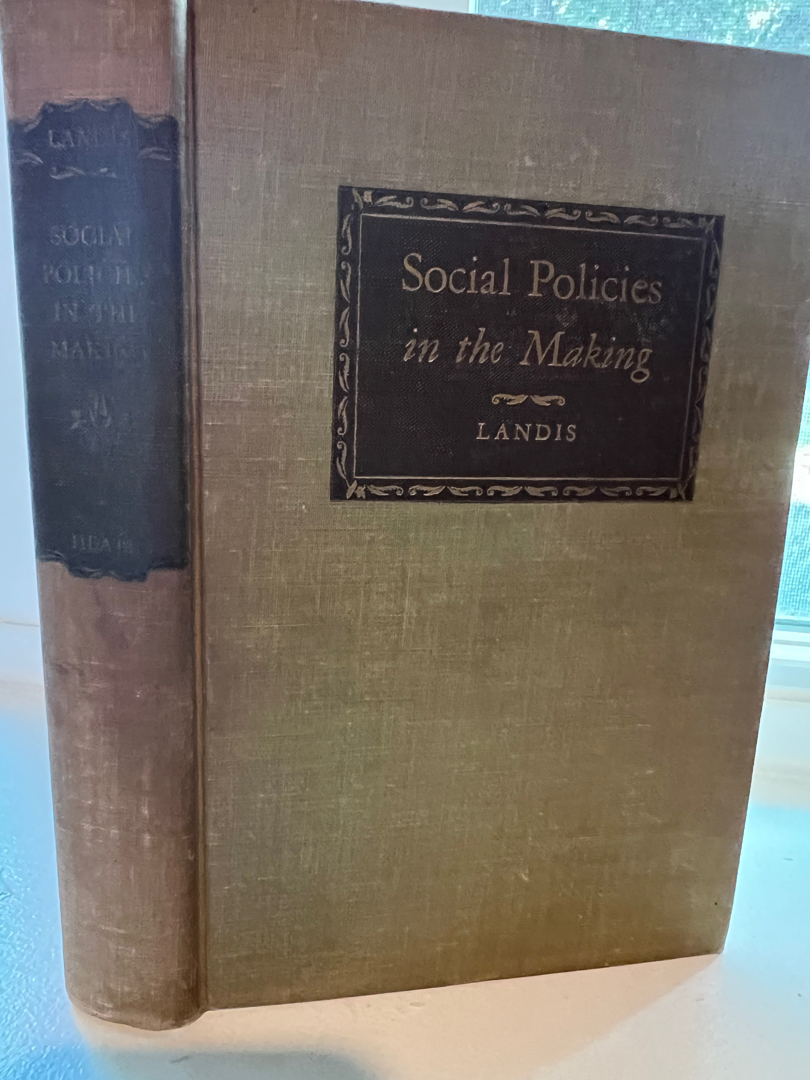 LANDIS
SOCIAL
POLICIES
IN THE
MAKING
HEATH
Social Policies
in the Making
LANDIS